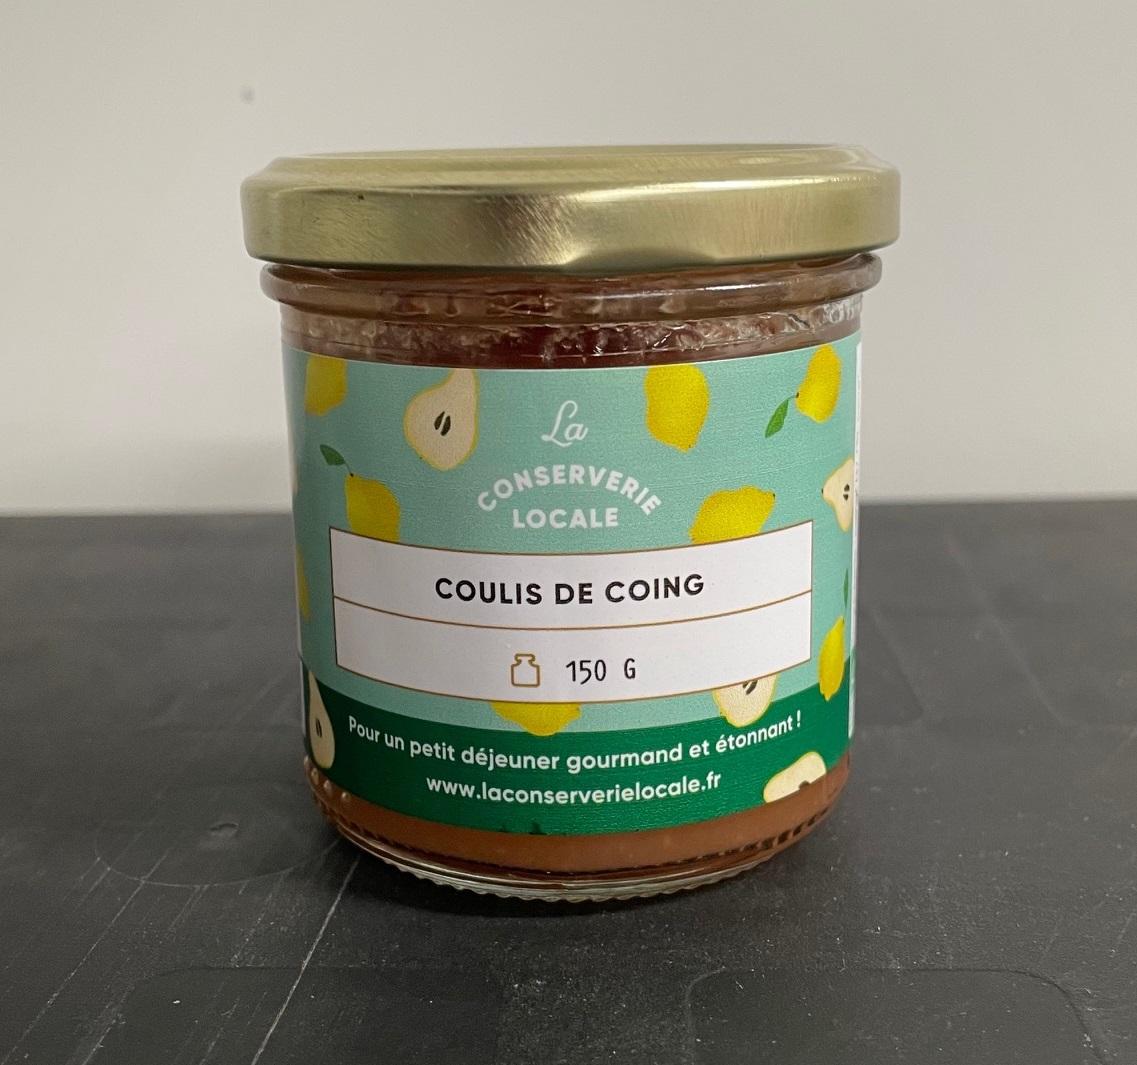 La
CONSERVERIE
LOCALE
COULIS DE COING
150 G
Pour un petit déjeuner gourmand et étonnant !
www.laconserverielocale.fr